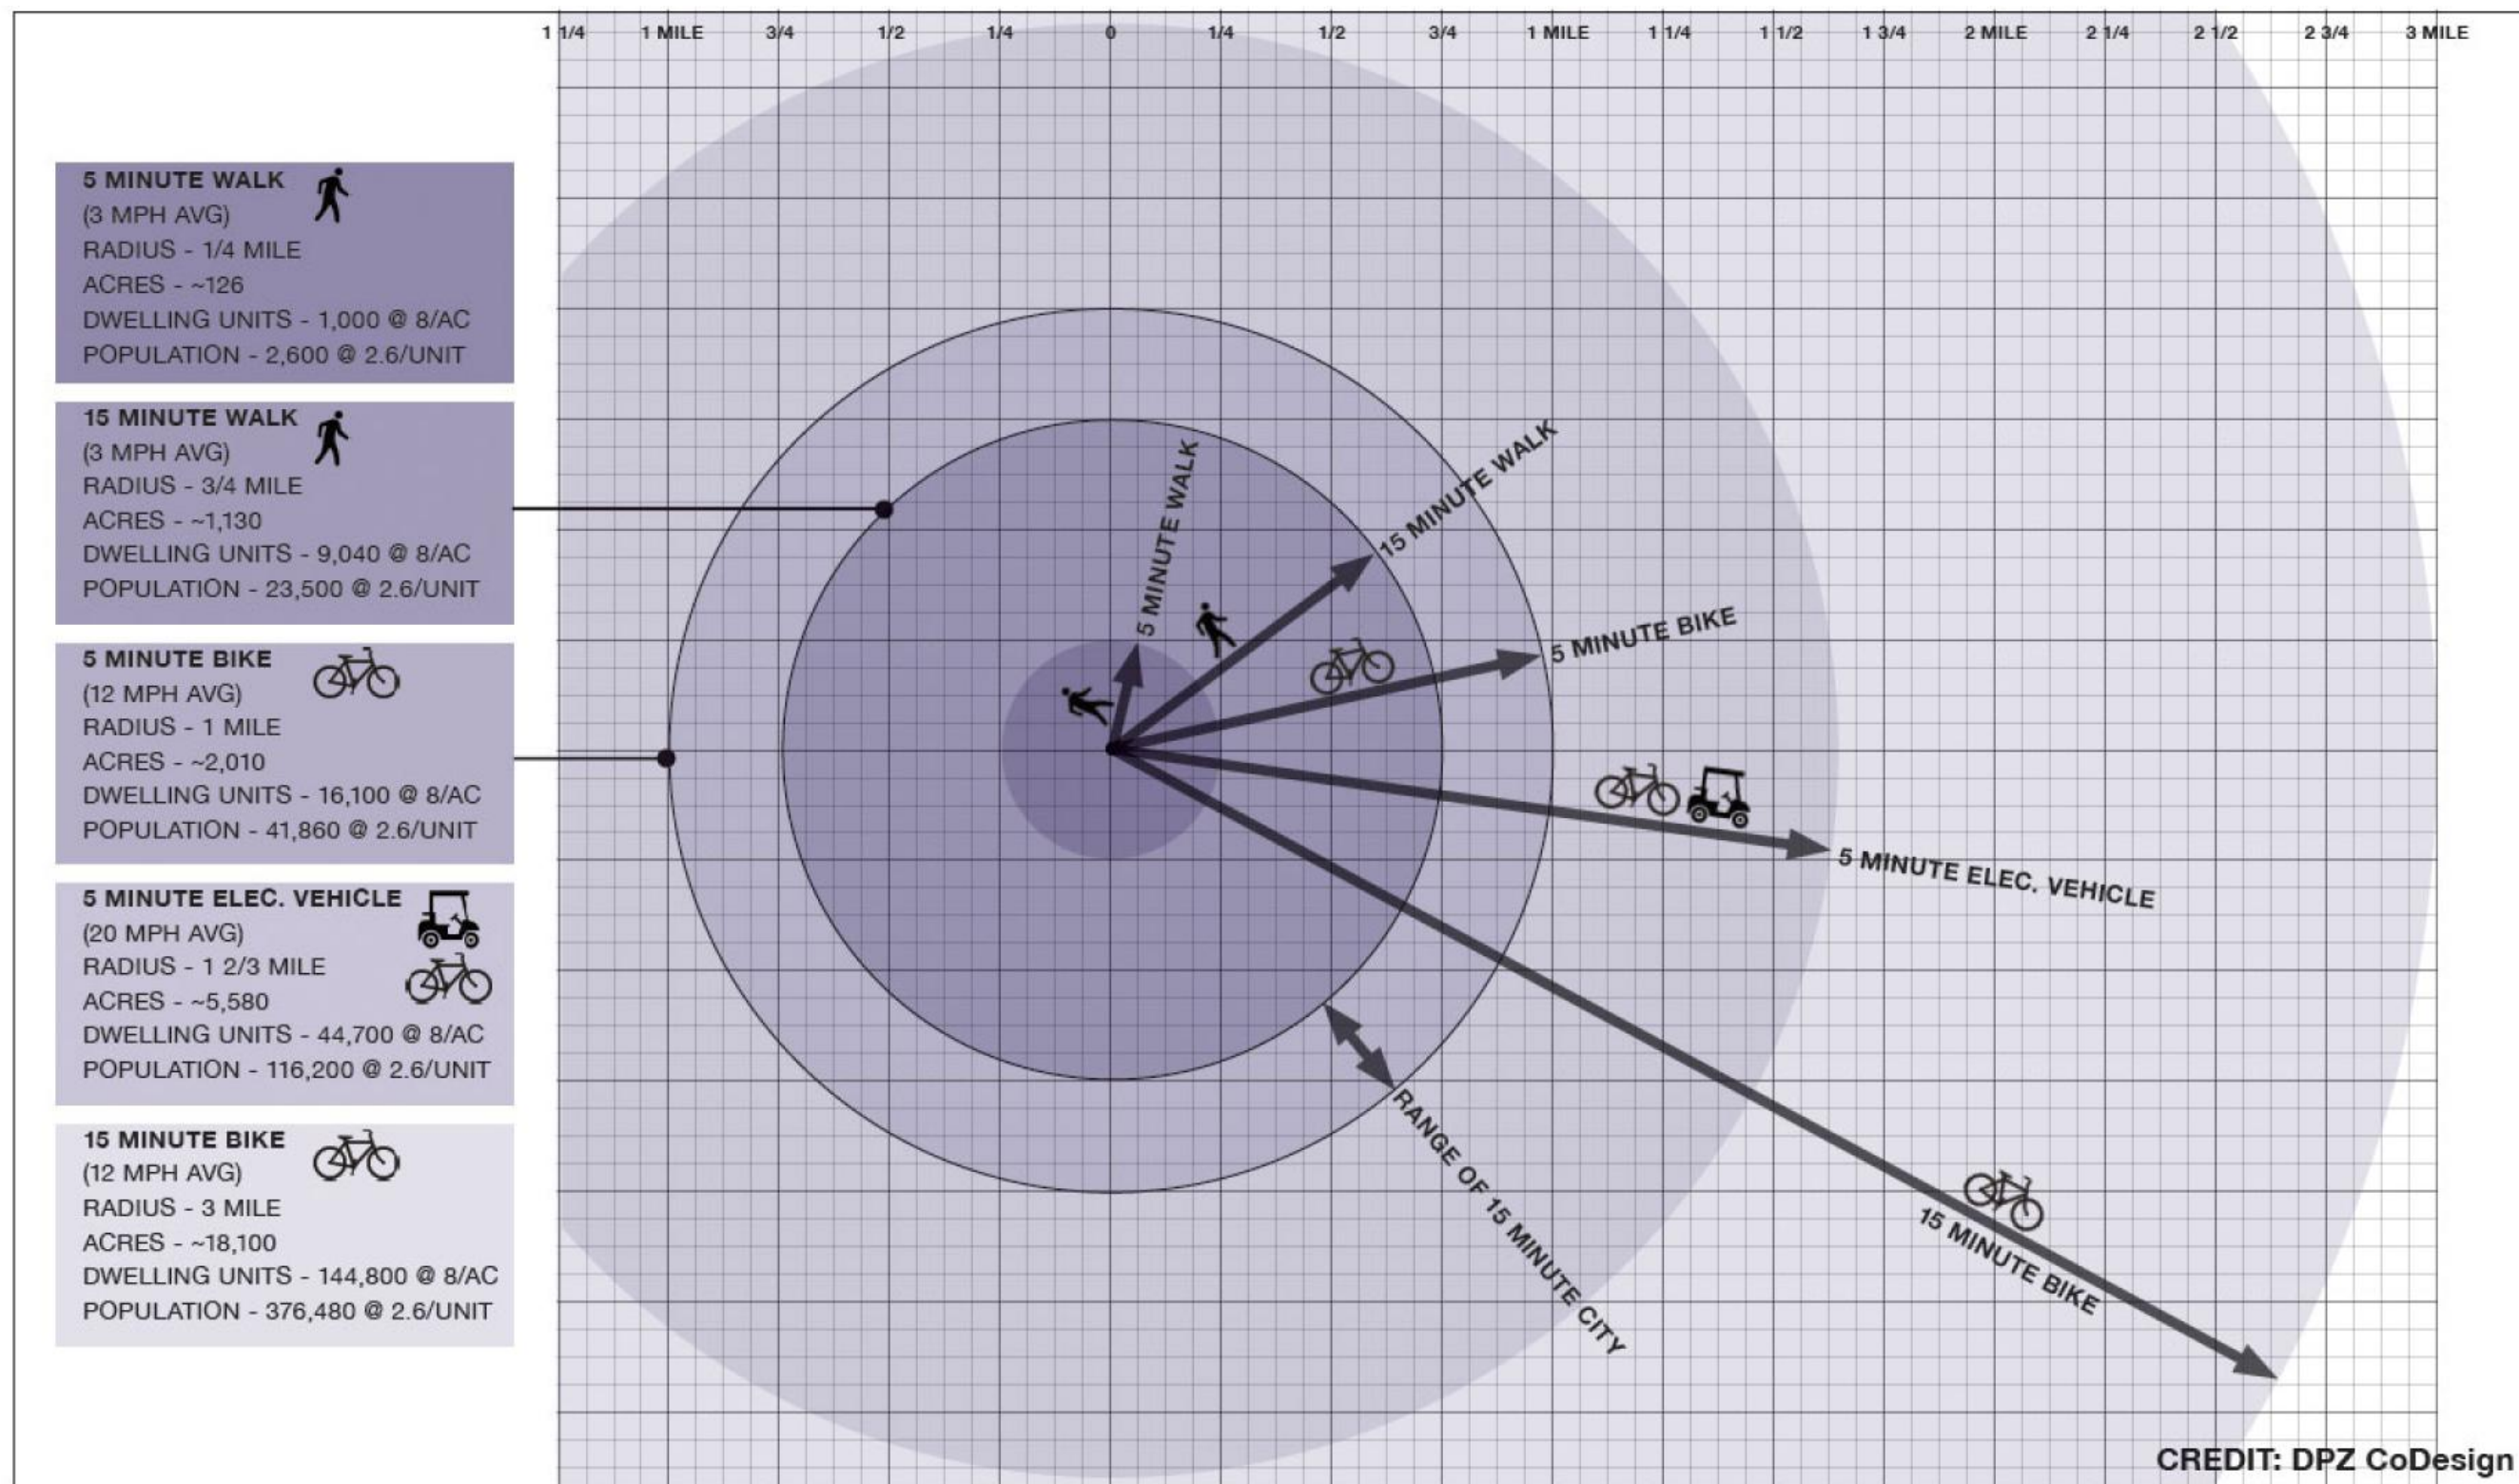 1 1/4
1 MILE
3/4
1/2
1/4
0
1/4
1/2
3/4
1 MILE
1 1/4
1 1/2
1 3/4
2 MILE
2 1/4
2 1/2
2 3/4
3 MILE
5 MINUTE WALK
(3 MPH AVG)
RADIUS - 1/4 MILE
ACRES - ~126
DWELLING UNITS - 1,000 @ 8/AC
POPULATION - 2,600 @ 2.6/UNIT
15 MINUTE WALK
(3 MPH AVG)
RADIUS - 3/4 MILE
ACRES - ~1,130
DWELLING UNITS - 9,040 @ 8/AC
POPULATION - 23,500 @ 2.6/UNIT
5 MINUTE BIKE
(12 MPH AVG)
RADIUS - 1 MILE
ACRES - ~2,010
DWELLING UNITS - 16,100 @ 8/AC
POPULATION - 41,860 @ 2.6/UNIT
5 MINUTE ELEC. VEHICLE
(20 MPH AVG)
RADIUS - 1 2/3 MILE
ACRES - ~5,580
DWELLING UNITS - 44,700 @ 8/AC
POPULATION - 116,200 @ 2.6/UNIT
15 MINUTE BIKE
(12 MPH AVG)
RADIUS - 3 MILE
ACRES - ~18,100
DWELLING UNITS - 144,800 @ 8/AC
POPULATION - 376,480 @ 2.6/UNIT
5 MINUTE WALK
15 MINUTE WALK
5 MINUTE BIKE
5 MINUTE ELEC. VEHICLE
RANGE OF 15 MINUTE CITY
15 MINUTE BIKE
CREDIT: DPZ CoDesign